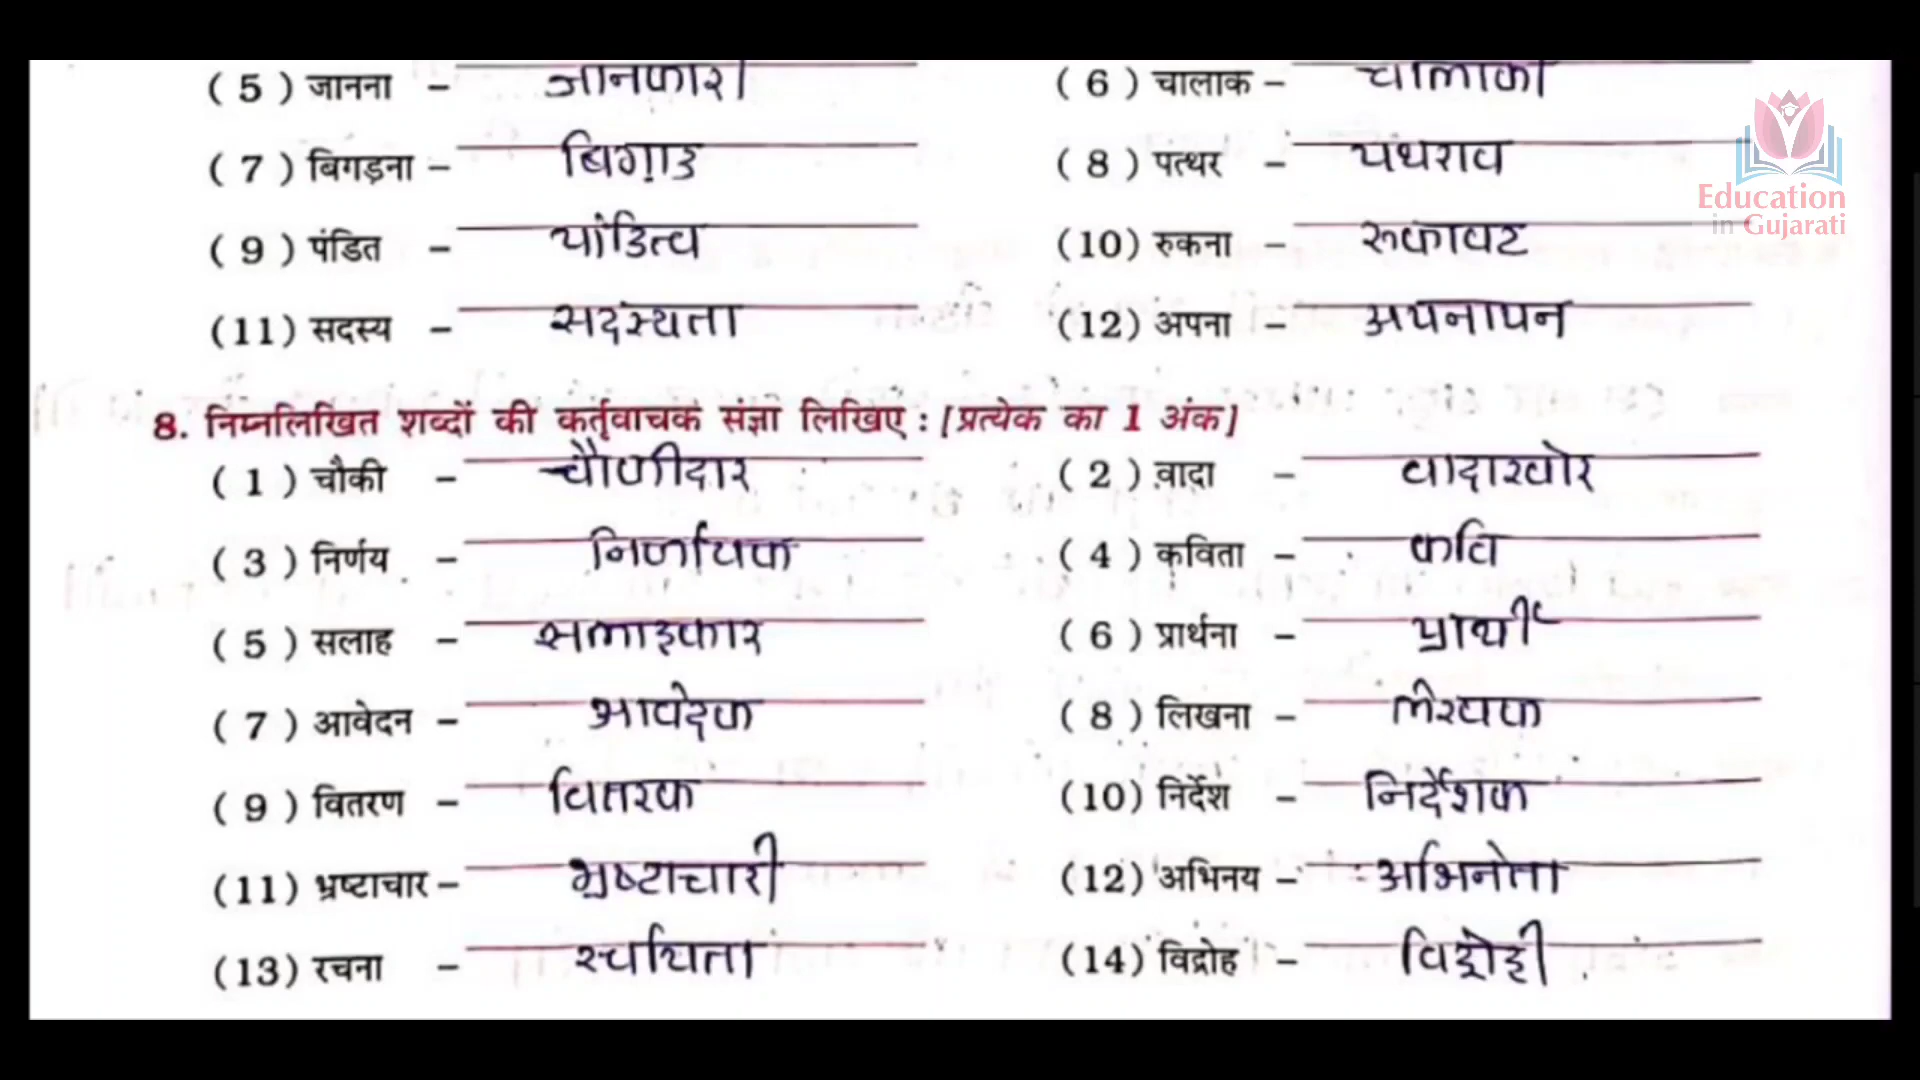 ( 5 ) जानना - जानकारी ( 6 ) चालाक - चालाकी
( 7 ) बिगड़ना - बिगाड़ ( 8 ) पत्थर - पथराव
( 9 ) पंडित - पांडित्व (10) रुकना - रुकावट
(11) सदस्य - सदस्यता (12) अपना - अपनापन
Education
in Gujarati
8. निम्नलिखित शब्दों की कर्तृवाचक संज्ञा लिखिए : [प्रत्येक का 1 अंक]
( 1 ) चौकी - चौकीदार ( 2 ) वादा - वादाखोर
( 3 ) निर्णय - निर्णायक ( 4 ) कविता - कवि
( 5 ) सलाह - सलाहकार ( 6 ) प्रार्थना - प्रार्थी
( 7 ) आवेदन - आवेदक ( 8 ) लिखना - लेखक
( 9 ) वितरण - वितरक (10) निर्देश - निर्देशक
(11) भ्रष्टाचार - भ्रष्टाचारी (12) अभिनय - अभिनेता
(13) रचना - रचयिता (14) विद्रोह - विद्रोही